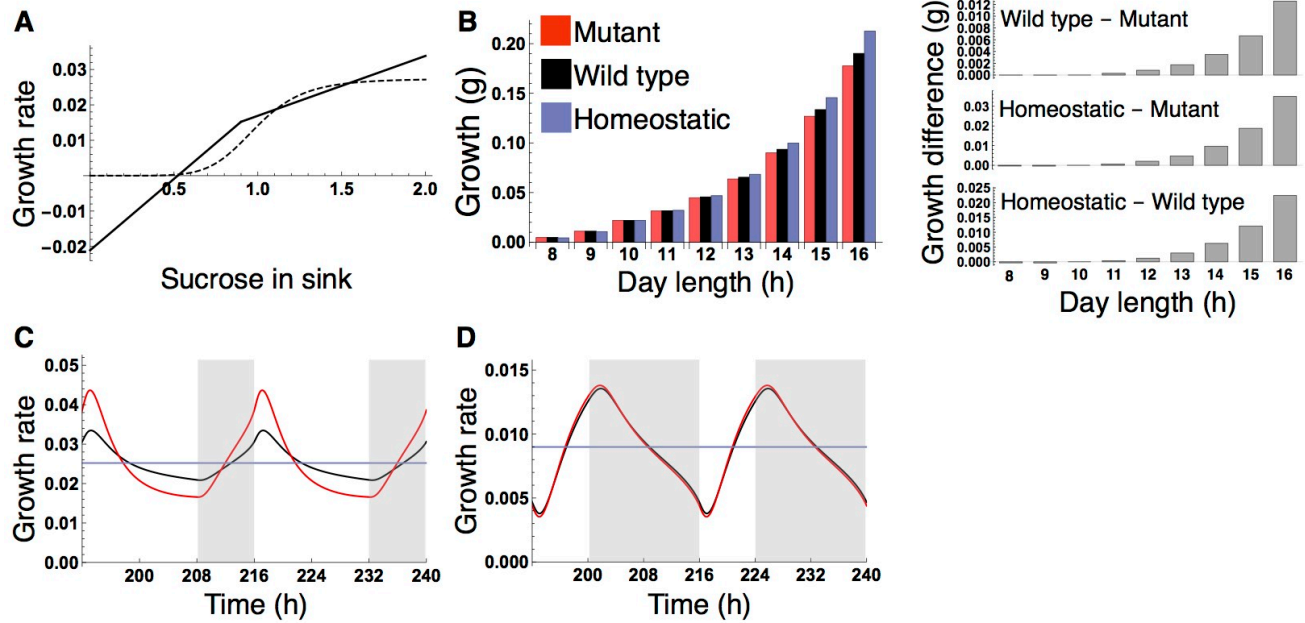 A
Growth rate
0.03
0.02
0.01
−0.01
−0.02
0.5
1.0
1.5
2.0
Sucrose in sink
B
Growth (g)
0.20
0.15
0.10
0.05
0.00
Mutant
Wild type
Homeostatic
8 9 10 11 12 13 14 15 16
Day length (h)
Growth difference (g)
0.012
0.010
0.008
0.006
0.004
0.002
0.000
Wild type − Mutant
0.03
0.02
0.01
0.00
Homeostatic − Mutant
0.025
0.020
0.015
0.010
0.005
0.000
Homeostatic − Wild type
8 9 10 11 12 13 14 15 16
Day length (h)
C
Growth rate
0.05
0.04
0.03
0.02
0.01
0.00
200 208 216 224 232 240
Time (h)
D
Growth rate
0.015
0.010
0.005
0.000
200 208 216 224 232 240
Time (h)